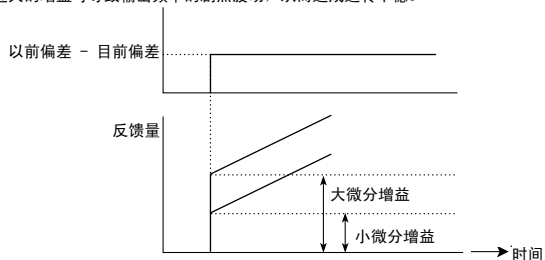 以前偏差 - 目前偏差
反馈量
大微分增益
小微分增益
时间